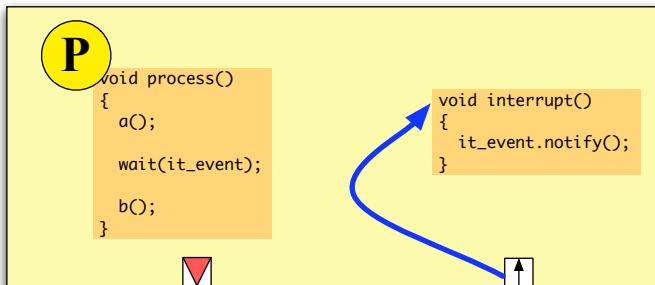 P
void process()
{
a();
wait(it_event);
b();
}
void interrupt()
{
it_event.notify();
}